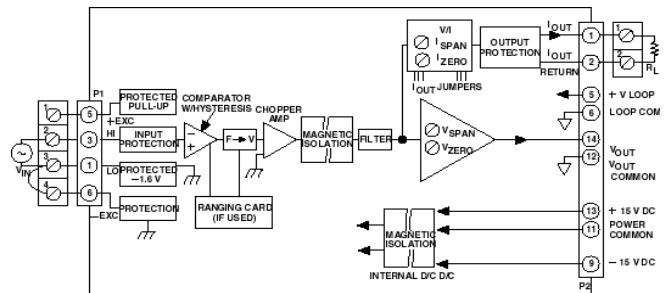 P1
1
2
3
4
V IN
5
3
1
6
+EXC
HI
LO
–EXC
PROTECTED
PULL-UP
INPUT
PROTECTION
PROTECTED
–1.6 V
PROTECTION
COMPARATOR
W/HYSTERESIS
–
+
F V
RANGING CARD
(IF USED)
CHOPPER
AMP
MAGNETIC
ISOLATION
FILTER
V/I
I SPAN
I ZERO
I OUT JUMPERS
OUTPUT
PROTECTION
I OUT
I OUT
RETURN
V SPAN
V ZERO
MAGNETIC
ISOLATION
INTERNAL D/C D/C
1
2
5
6
14
12
13
11
9
P2
1
2
R L
+ V LOOP
LOOP COM
V OUT
V OUT
COMMON
+ 15 V DC
POWER
COMMON
– 15 V DC